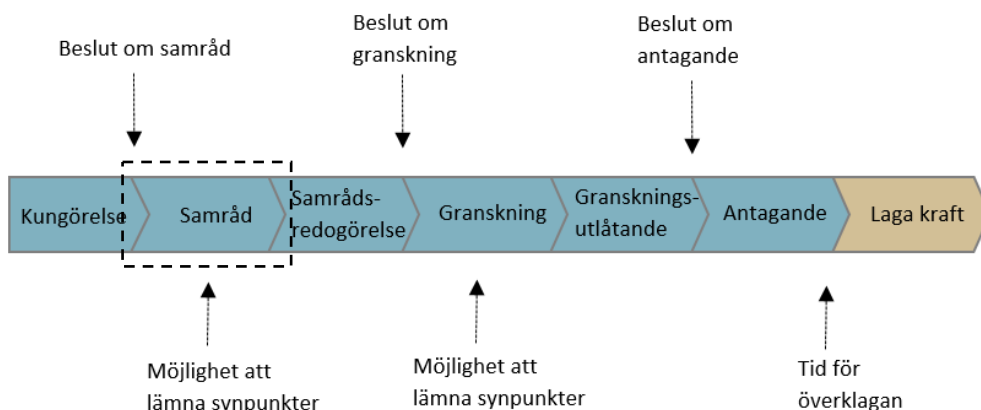 Beslut om samråd
Beslut om
granskning
Beslut om
antagande
Kungörelse
Samråd
Samråds-
redogörelse
Granskning
Gransknings-
utlåtande
Antagande
Laga kraft
Möjlighet att
lämna synpunkter
Möjlighet att
lämna synpunkter
Tid för
överklagan